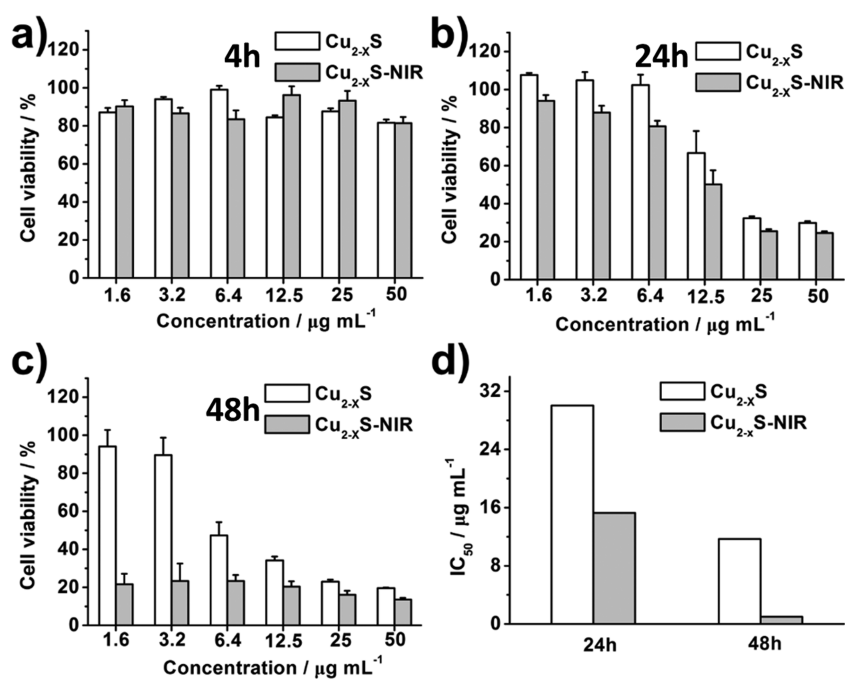 a)
4h
Cu₂₋ₓS
Cu₂₋ₓS-NIR
Cell viability / %
120
100
80
60
40
20
0
1.6 3.2 6.4 12.5 25 50
Concentration / μg mL⁻¹
b)
24h
Cu₂₋ₓS
Cu₂₋ₓS-NIR
Cell viability / %
120
100
80
60
40
20
0
1.6 3.2 6.4 12.5 25 50
Concentration / μg mL⁻¹
c)
48h
Cu₂₋ₓS
Cu₂₋ₓS-NIR
Cell viability / %
120
100
80
60
40
20
0
1.6 3.2 6.4 12.5 25 50
Concentration / μg mL⁻¹
d)
Cu₂₋ₓS
Cu₂₋ₓS-NIR
IC₅₀ / μg mL⁻¹
32
24
16
8
0
24h 48h